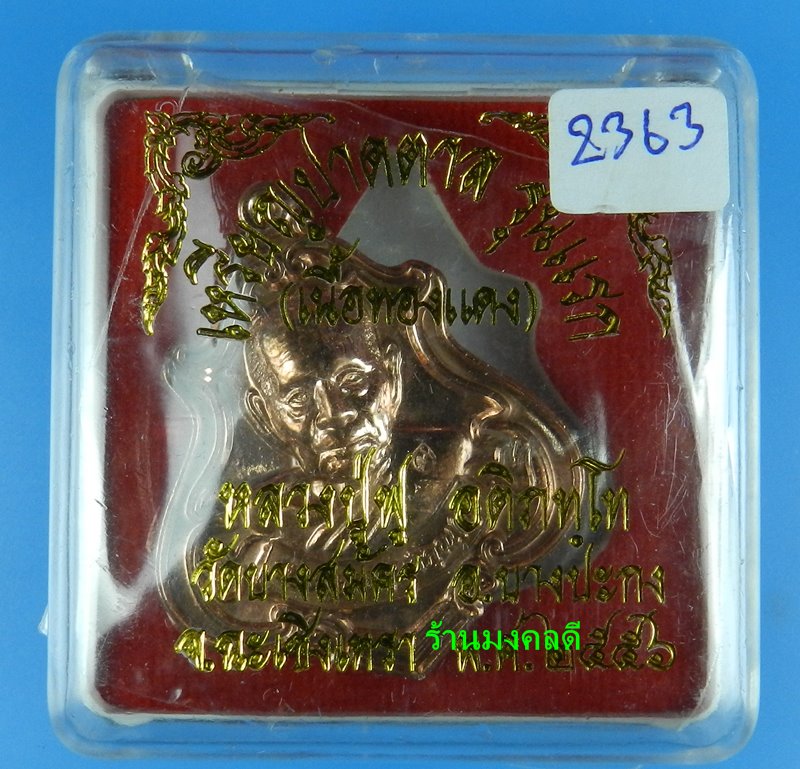 2363
เหรียญปาดตาล รุ่นแรก
(เนื้อทองแดง)
หลวงปู่ฟู อติภทฺโท
วัดบางสมัคร อ.บางปะกง
จ.ฉะเชิงเทรา พ.ศ.๒๕๕๖
ร้านมงคลดี